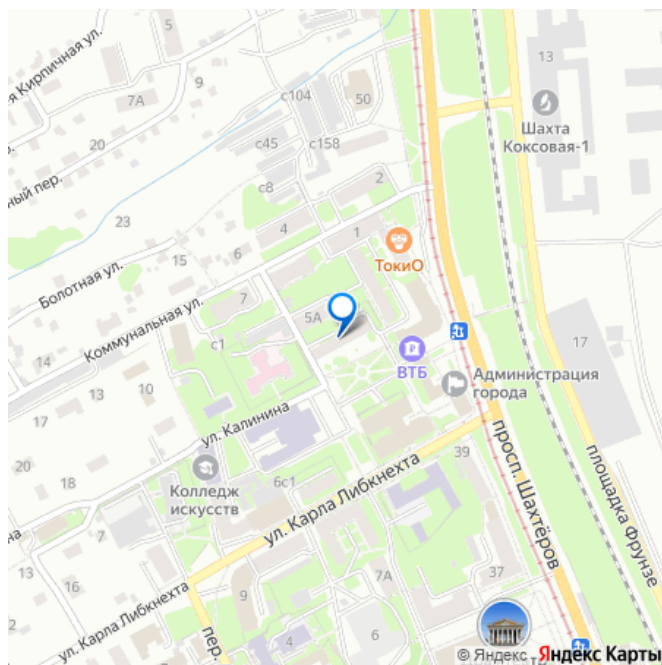 5
я Кирпичная ул.
7А
9
20
ный пер.
с104
50
с45
с158
с8
2
13
Шахта
Коксовая-1
23
4
1
6
15
Болотная ул.
ТокиО
Коммунальная ул.
7
5А
с1
17
14
ВТБ
Администрация
города
13
12
10
17
ул. Калинина
20
18
Колледж
искусств
6с1
39
просп. Шахтёров
площадка Фрунзе
ул. Карла Либкнехта
7
на
13
16
9
7А
37
ул. Карла Либкнехта
пер.
4
6
© Яндекс Яндекс Карты